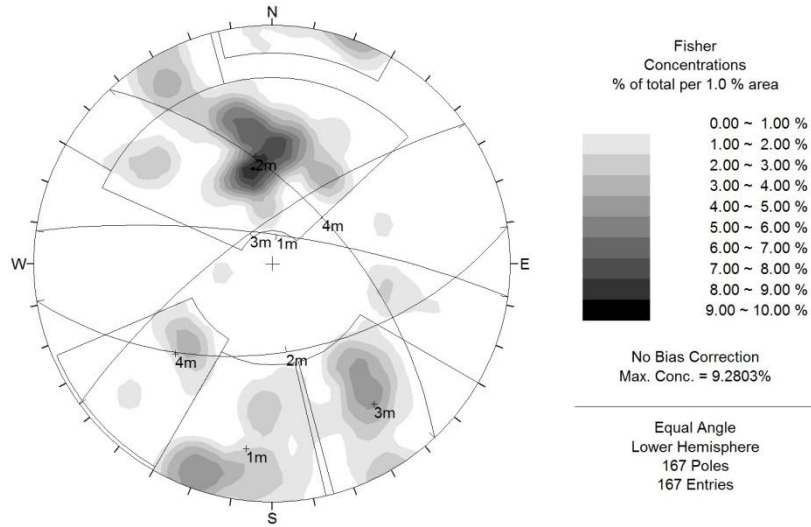 N
W
E
S
2m
4m
3m
1m
4m
2m
3m
1m
Fisher
Concentrations
% of total per 1.0 % area
0.00 ~ 1.00 %
1.00 ~ 2.00 %
2.00 ~ 3.00 %
3.00 ~ 4.00 %
4.00 ~ 5.00 %
5.00 ~ 6.00 %
6.00 ~ 7.00 %
7.00 ~ 8.00 %
8.00 ~ 9.00 %
9.00 ~ 10.00 %
No Bias Correction
Max. Conc. = 9.2803%
Equal Angle
Lower Hemisphere
167 Poles
167 Entries